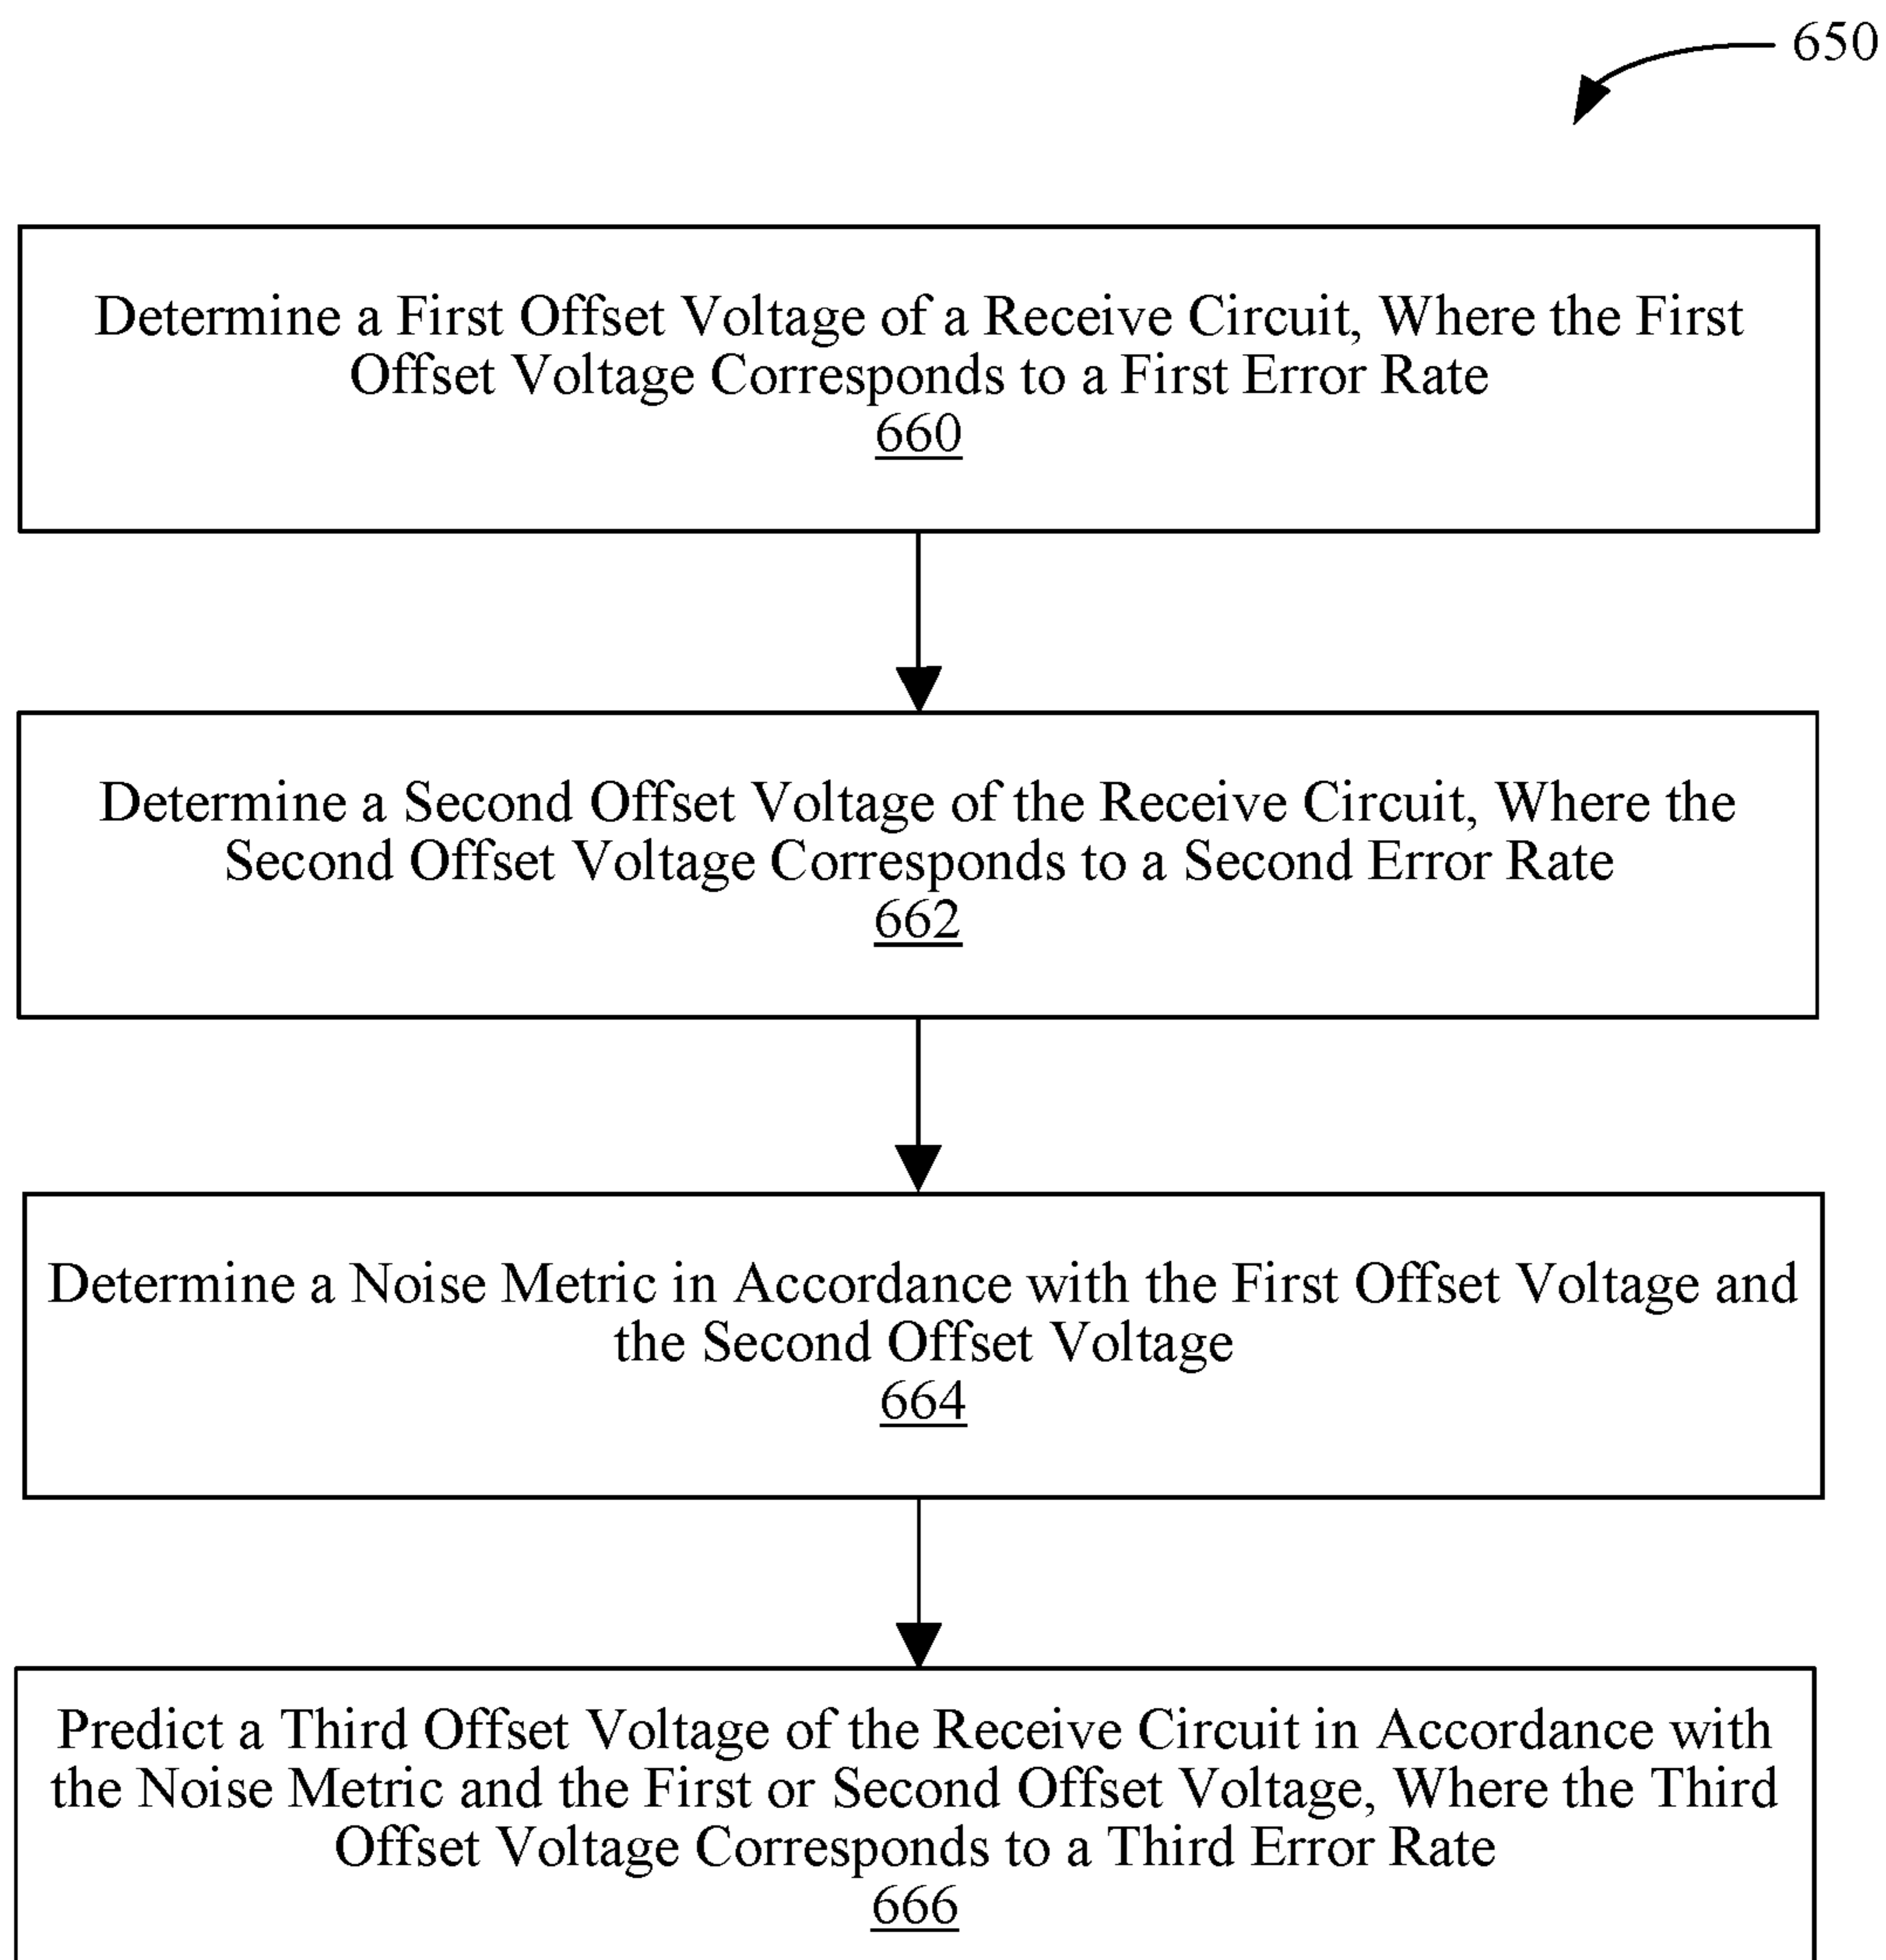 650
Determine a First Offset Voltage of a Receive Circuit, Where the First
Offset Voltage Corresponds to a First Error Rate
660
Determine a Second Offset Voltage of the Receive Circuit, Where the
Second Offset Voltage Corresponds to a Second Error Rate
662
Determine a Noise Metric in Accordance with the First Offset Voltage and
the Second Offset Voltage
664
Predict a Third Offset Voltage of the Receive Circuit in Accordance with
the Noise Metric and the First or Second Offset Voltage, Where the Third
Offset Voltage Corresponds to a Third Error Rate
666